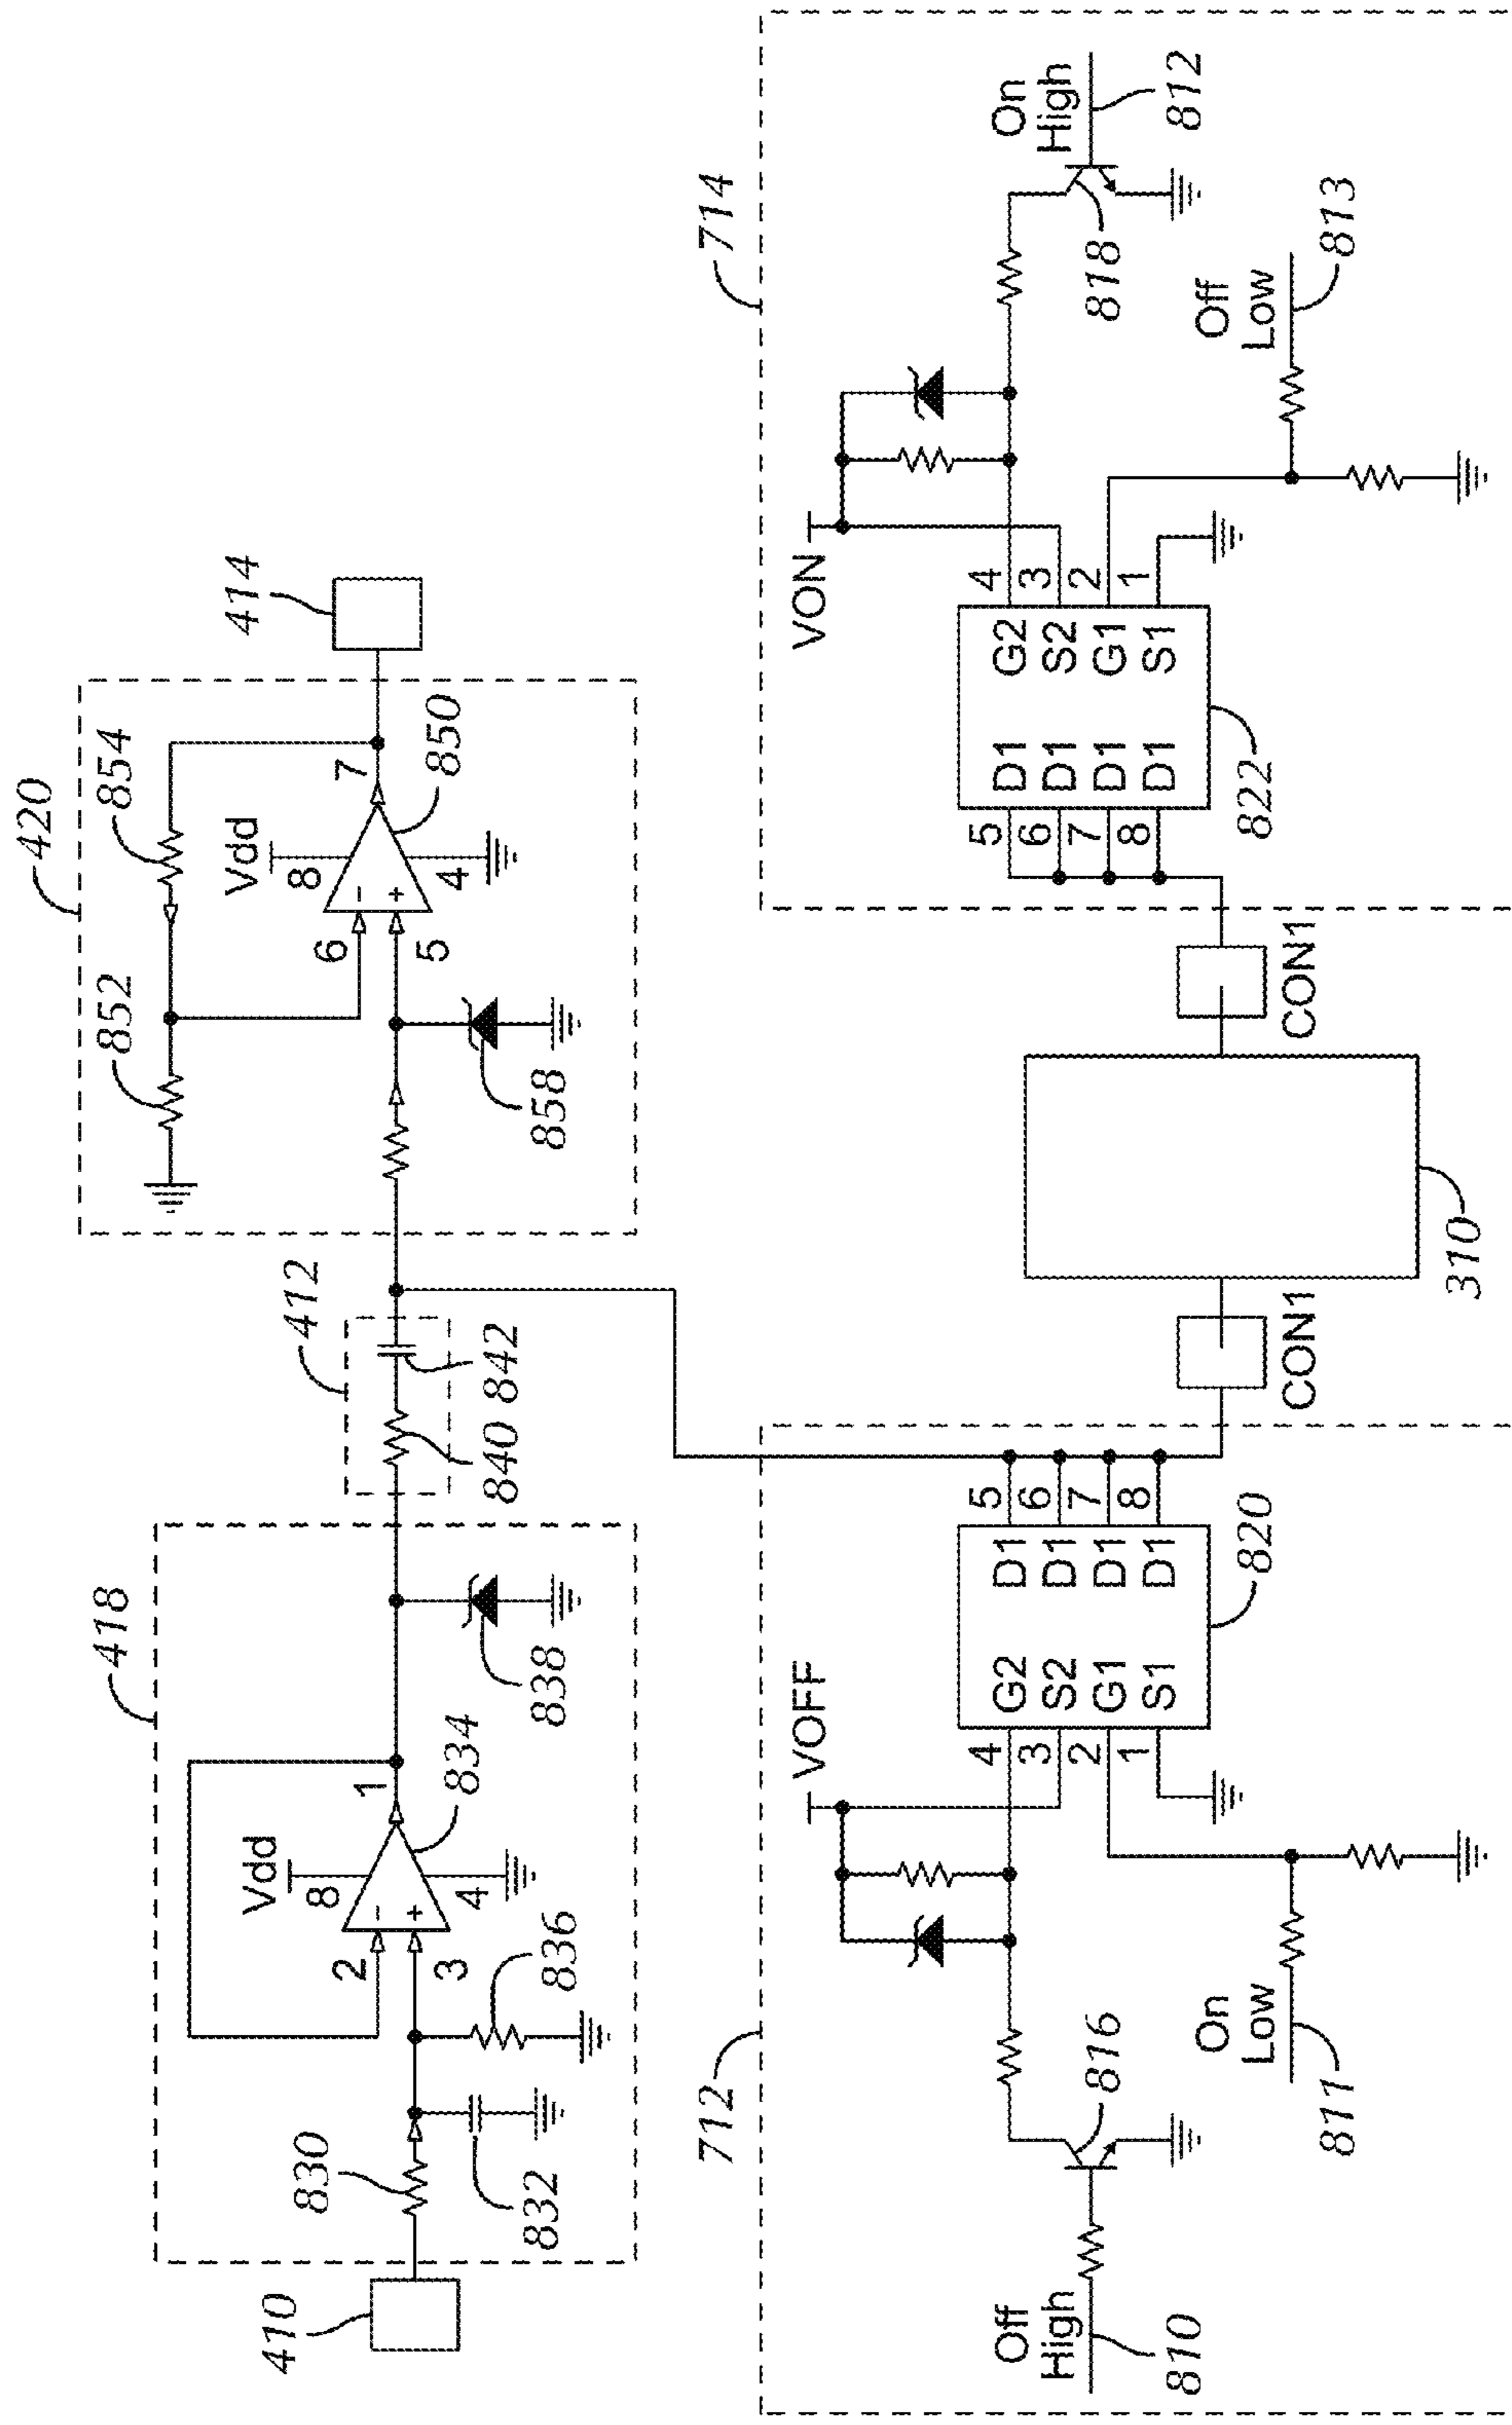 418
410
830
832
836
Vdd
8
2
3
4
1
834
838
412
840
842
420
852
854
Vdd
8
6
5
4
7
850
858
414
712
Off
High
810
816
On
Low
811
VOFF
4
3
2
1
G2
S2
G1
S1
D1
D1
D1
D1
5
6
7
8
820
CON1
310
CON1
714
5
6
7
8
D1
D1
D1
D1
G2
S2
G1
S1
4
3
2
1
822
VON
On
High
812
818
Off
Low
813